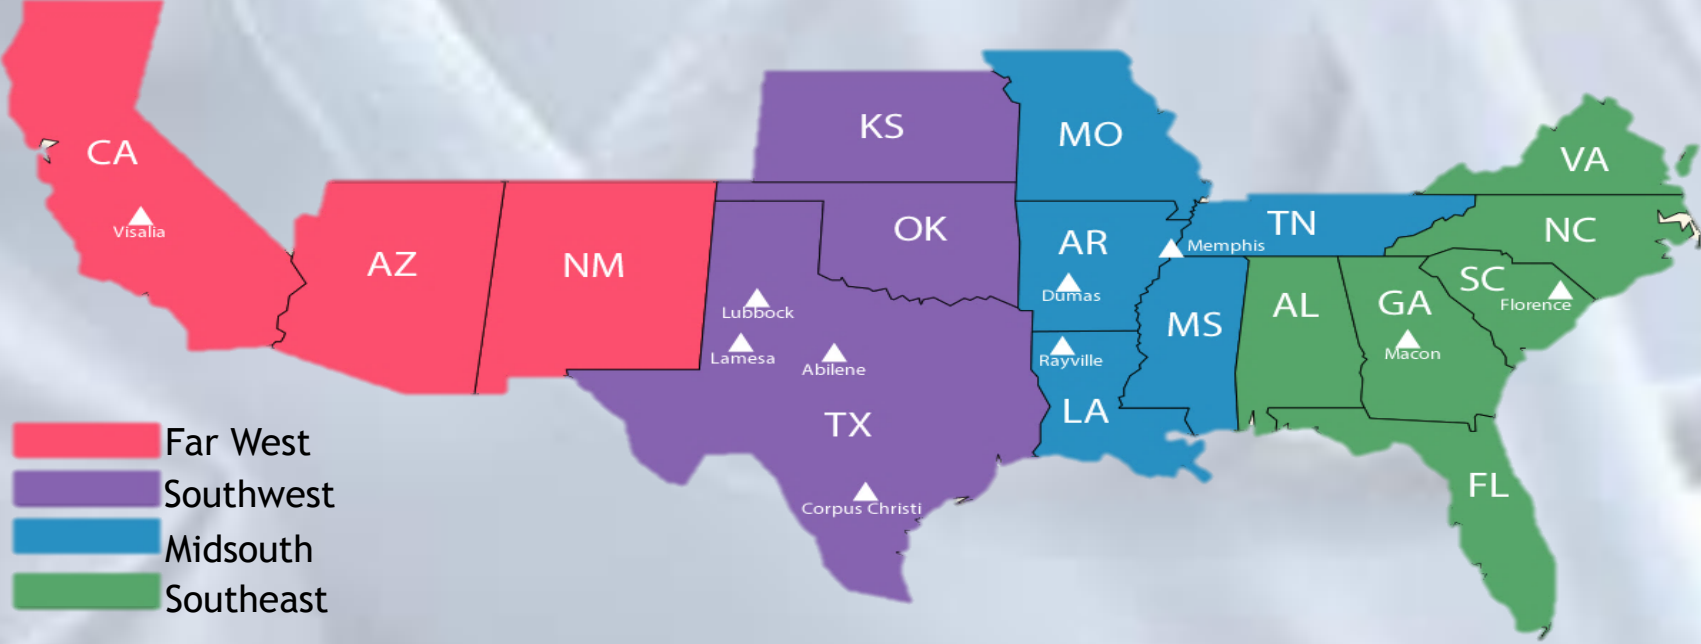 KS
MO
CA
VA
Visalia
AZ
NM
OK
AR
TN
NC
Memphis
Dumas
SC
Florence
Lubbock
MS
AL
GA
Lamesa
Abilene
Rayville
Macon
TX
LA
Corpus Christi
FL
Far West
Southwest
Midsouth
Southeast